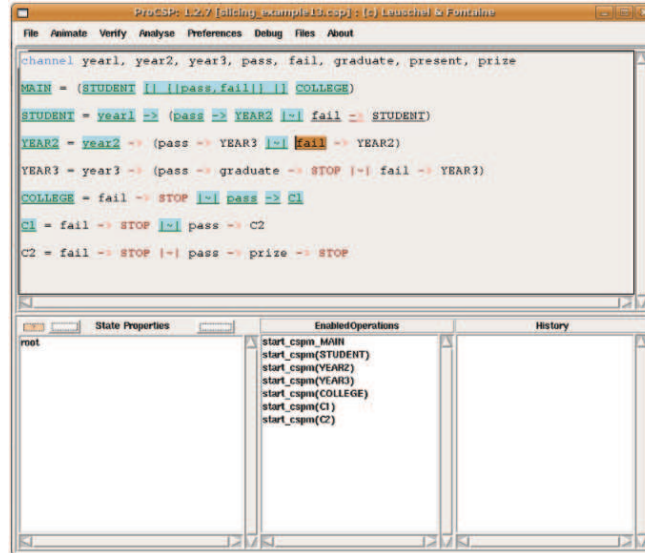 ProCSP: 1.2.7 [slicing_example13.csp] : (c) Leuschel & Fontaine
File Animate Verify Analyse Preferences Debug Files About
channel year1, year2, year3, pass, fail, graduate, present, prize
MAIN = (STUDENT [| {|pass,fail|} |] COLLEGE)
STUDENT = year1 -> (pass -> YEAR2 |~| fail -> STUDENT)
YEAR2 = year2 -> (pass -> YEAR3 |~| fail -> YEAR2)
YEAR3 = year3 -> (pass -> graduate -> STOP |~| fail -> YEAR3)
COLLEGE = fail -> STOP |~| pass -> C1
C1 = fail -> STOP |~| pass -> C2
C2 = fail -> STOP |~| pass -> prize -> STOP
State Properties EnabledOperations History
root
start_cspm_MAIN
start_cspm(STUDENT)
start_cspm(YEAR2)
start_cspm(YEAR3)
start_cspm(COLLEGE)
start_cspm(C1)
start_cspm(C2)